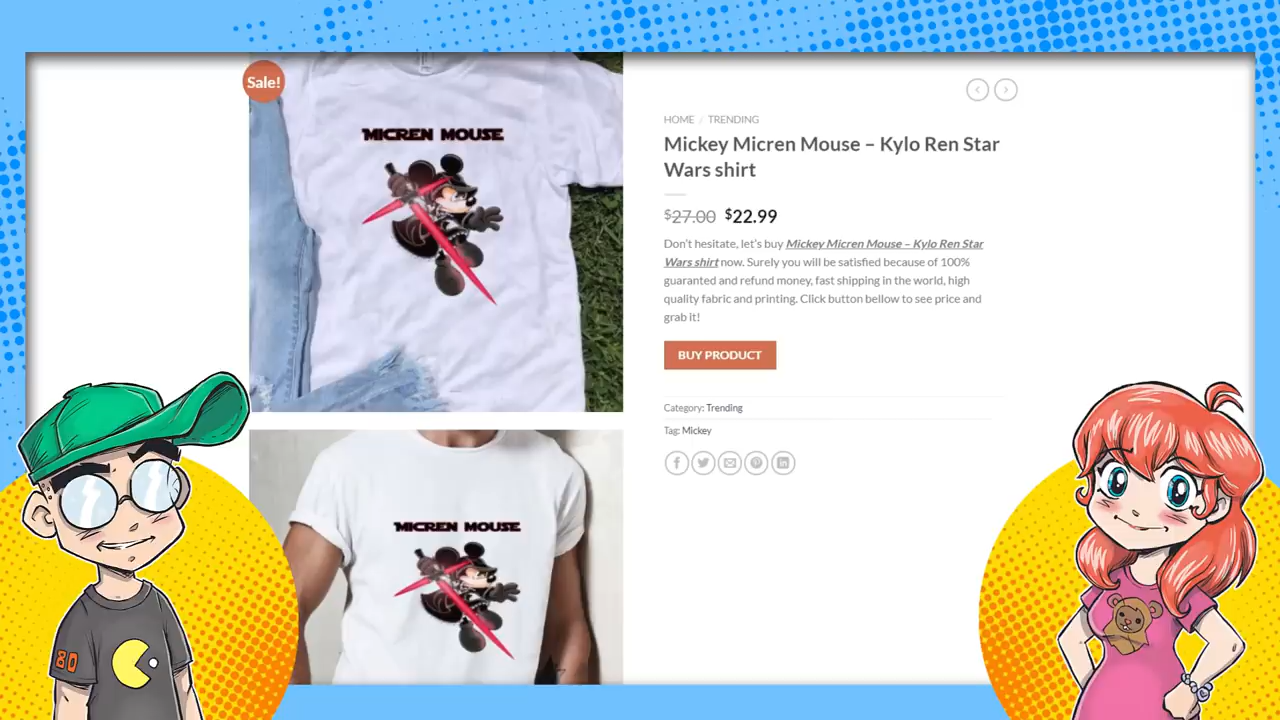 Sale!
MICREN MOUSE
MICREN MOUSE
HOME / TRENDING
Mickey Micren Mouse – Kylo Ren Star
Wars shirt
$27.00 $22.99
Don't hesitate, let's buy Mickey Micren Mouse – Kylo Ren Star
Wars shirt now. Surely you will be satisfied because of 100%
guaranted and refund money, fast shipping in the world, high
quality fabric and printing. Click button bellow to see price and
grab it!
BUY PRODUCT
Category: Trending
Tag: Mickey
80